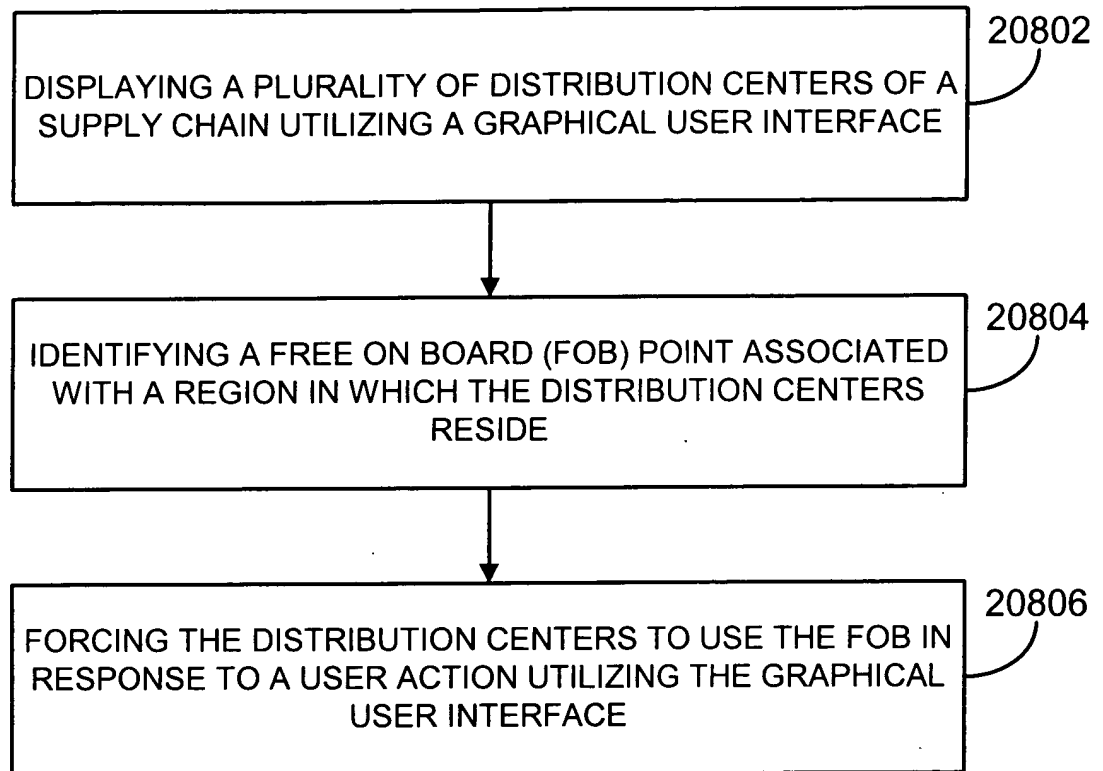 20802
DISPLAYING A PLURALITY OF DISTRIBUTION CENTERS OF A
SUPPLY CHAIN UTILIZING A GRAPHICAL USER INTERFACE
20804
IDENTIFYING A FREE ON BOARD (FOB) POINT ASSOCIATED
WITH A REGION IN WHICH THE DISTRIBUTION CENTERS
RESIDE
20806
FORCING THE DISTRIBUTION CENTERS TO USE THE FOB IN
RESPONSE TO A USER ACTION UTILIZING THE GRAPHICAL
USER INTERFACE